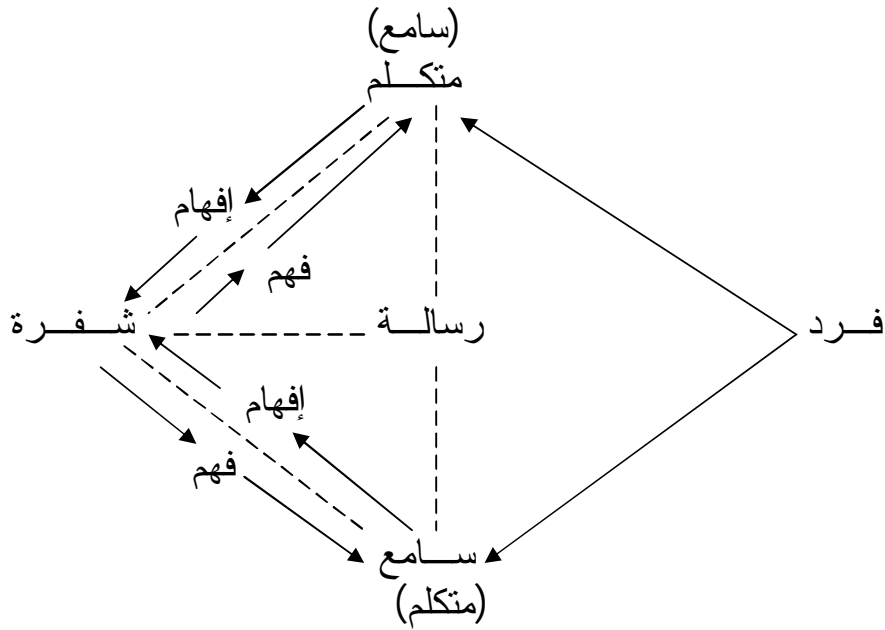 (سامع)
متكلم
إفهام
فهم
فرد
رسالة
شفرة
إفهام
فهم
سامع
(متكلم)